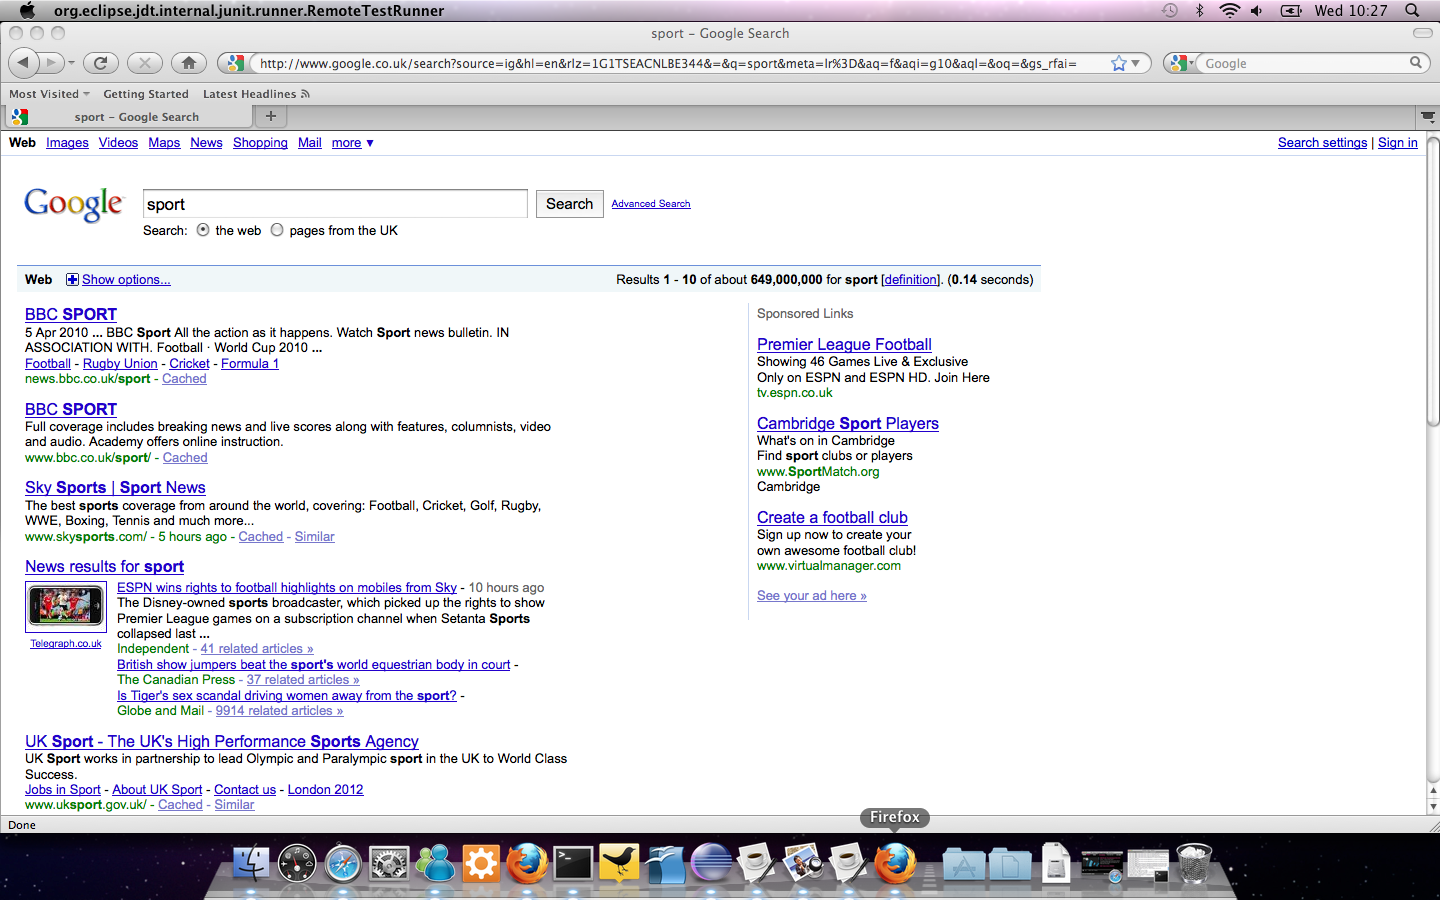 org.eclipse.jdt.internal.junit.runner.RemoteTestRunner
Wed 10:27
sport – Google Search
http://www.google.co.uk/search?source=ig&hl=en&rlz=1G1TSEACNLBE344&=&q=sport&meta=lr%3D&aq=f&aqi=g10&aql=&oq=&gs_rfai=
Google
Most Visited Getting Started Latest Headlines
sport – Google Search
Web Images Videos Maps News Shopping Mail more ▼
Search settings | Sign in
Google
sport
Search
Advanced Search
Search: the web pages from the UK
Web Show options...
Results 1 - 10 of about 649,000,000 for sport [definition]. (0.14 seconds)
BBC SPORT
5 Apr 2010 ... BBC Sport All the action as it happens. Watch Sport news bulletin. IN
ASSOCIATION WITH. Football · World Cup 2010 ...
Football - Rugby Union - Cricket - Formula 1
news.bbc.co.uk/sport - Cached
BBC SPORT
Full coverage includes breaking news and live scores along with features, columnists, video
and audio. Academy offers online instruction.
www.bbc.co.uk/sport/ - Cached
Sky Sports | Sport News
The best sports coverage from around the world, covering: Football, Cricket, Golf, Rugby,
WWE, Boxing, Tennis and much more...
www.skysports.com/ - 5 hours ago - Cached - Similar
News results for sport
Telegraph.co.uk
ESPN wins rights to football highlights on mobiles from Sky - 10 hours ago
The Disney-owned sports broadcaster, which picked up the rights to show
Premier League games on a subscription channel when Setanta Sports
collapsed last ...
Independent - 41 related articles »
British show jumpers beat the sport's world equestrian body in court -
The Canadian Press - 37 related articles »
Is Tiger's sex scandal driving women away from the sport? -
Globe and Mail - 9914 related articles »
UK Sport - The UK's High Performance Sports Agency
UK Sport works in partnership to lead Olympic and Paralympic sport in the UK to World Class
Success.
Jobs in Sport - About UK Sport - Contact us - London 2012
www.uksport.gov.uk/ - Cached - Similar
Sponsored Links
Premier League Football
Showing 46 Games Live & Exclusive
Only on ESPN and ESPN HD. Join Here
tv.espn.co.uk
Cambridge Sport Players
What's on in Cambridge
Find sport clubs or players
www.SportMatch.org
Cambridge
Create a football club
Sign up now to create your
own awesome football club!
www.virtualmanager.com
See your ad here »
Done
Firefox